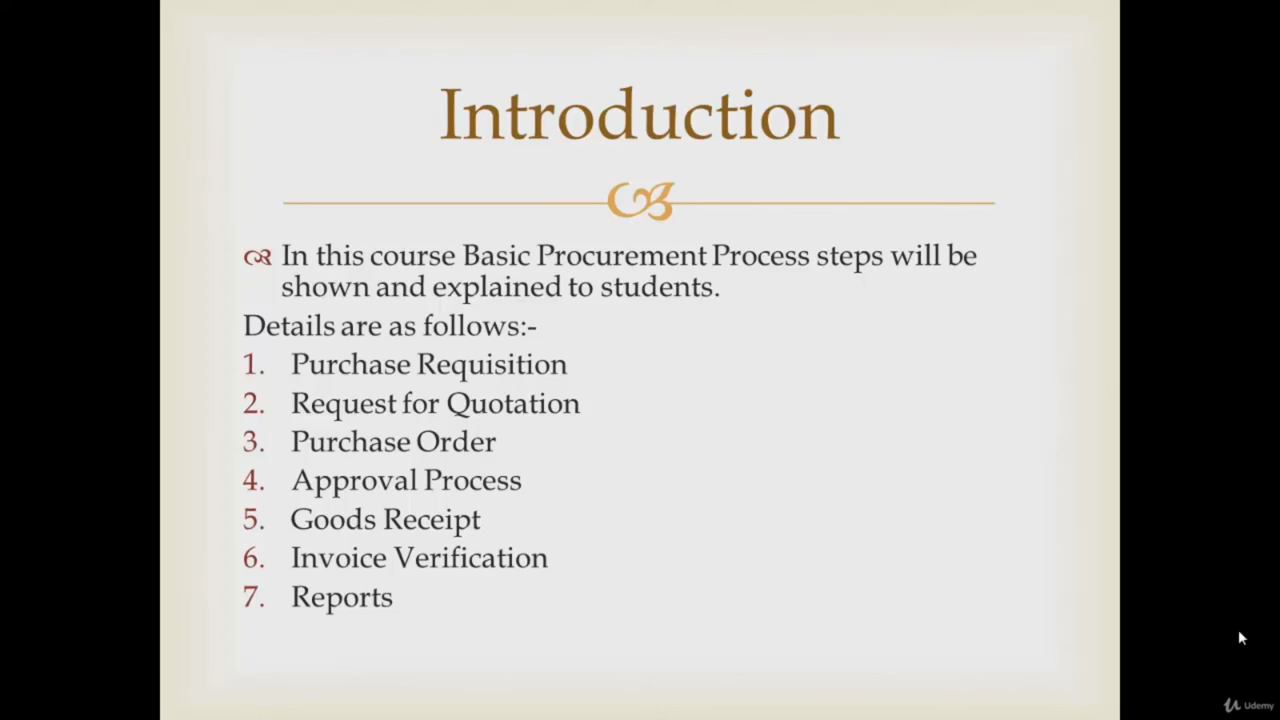 Introduction
In this course Basic Procurement Process steps will be
shown and explained to students.
Details are as follows:-
1. Purchase Requisition
2. Request for Quotation
3. Purchase Order
4. Approval Process
5. Goods Receipt
6. Invoice Verification
7. Reports
Udemy